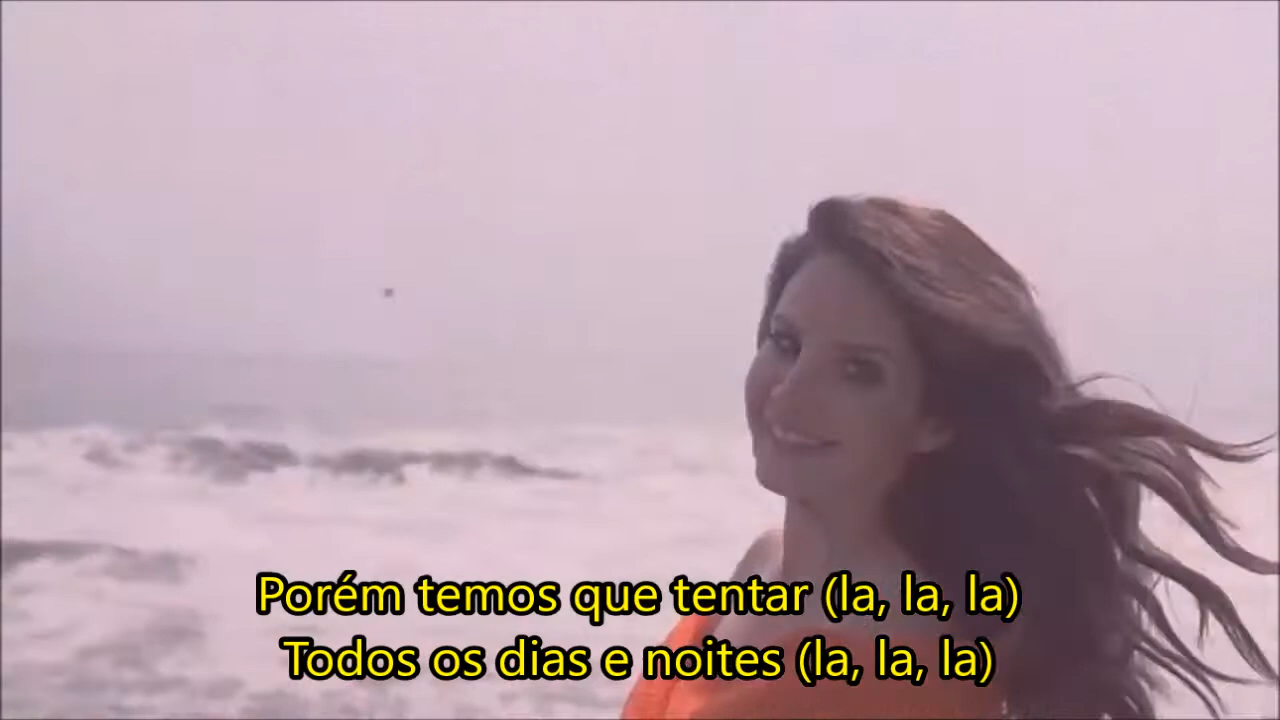 Porém temos que tentar (la, la, la)
Todos os dias e noites (la, la, la)